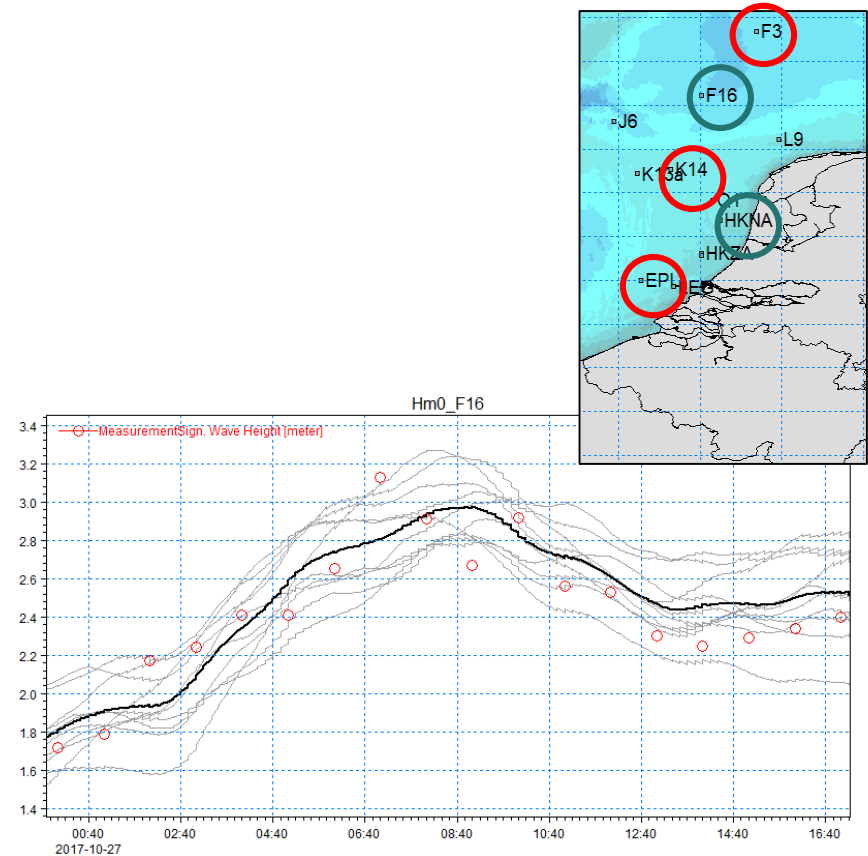 F3
F16
J6
L9
K13a
K14
Q1
HKNA
HKZA
EPL
LEG
Hm0_F16
MeasurementSign. Wave Height [meter]
3.4
3.2
3.0
2.8
2.6
2.4
2.2
2.0
1.8
1.6
1.4
00:40 02:40 04:40 06:40 08:40 10:40 12:40 14:40 16:40
2017-10-27